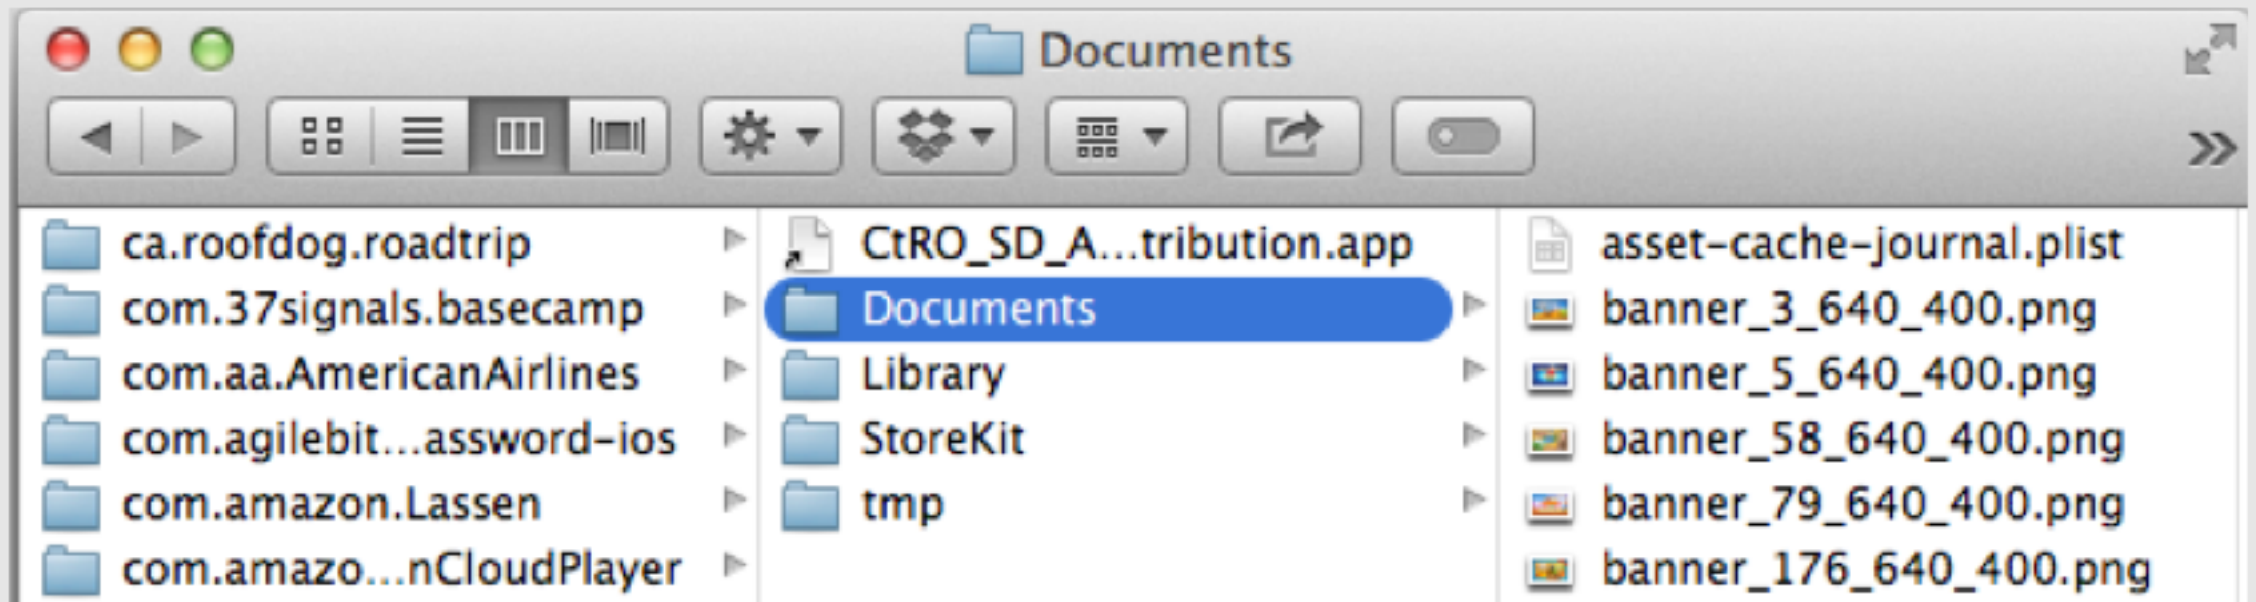 Documents
ca.roofdog.roadtrip
com.37signals.basecamp
com.aa.AmericanAirlines
com.agilebit...assword-ios
com.amazon.Lassen
com.amazo...nCloudPlayer
CtRO_SD_A...tribution.app
Documents
Library
StoreKit
tmp
asset-cache-journal.plist
banner_3_640_400.png
banner_5_640_400.png
banner_58_640_400.png
banner_79_640_400.png
banner_176_640_400.png